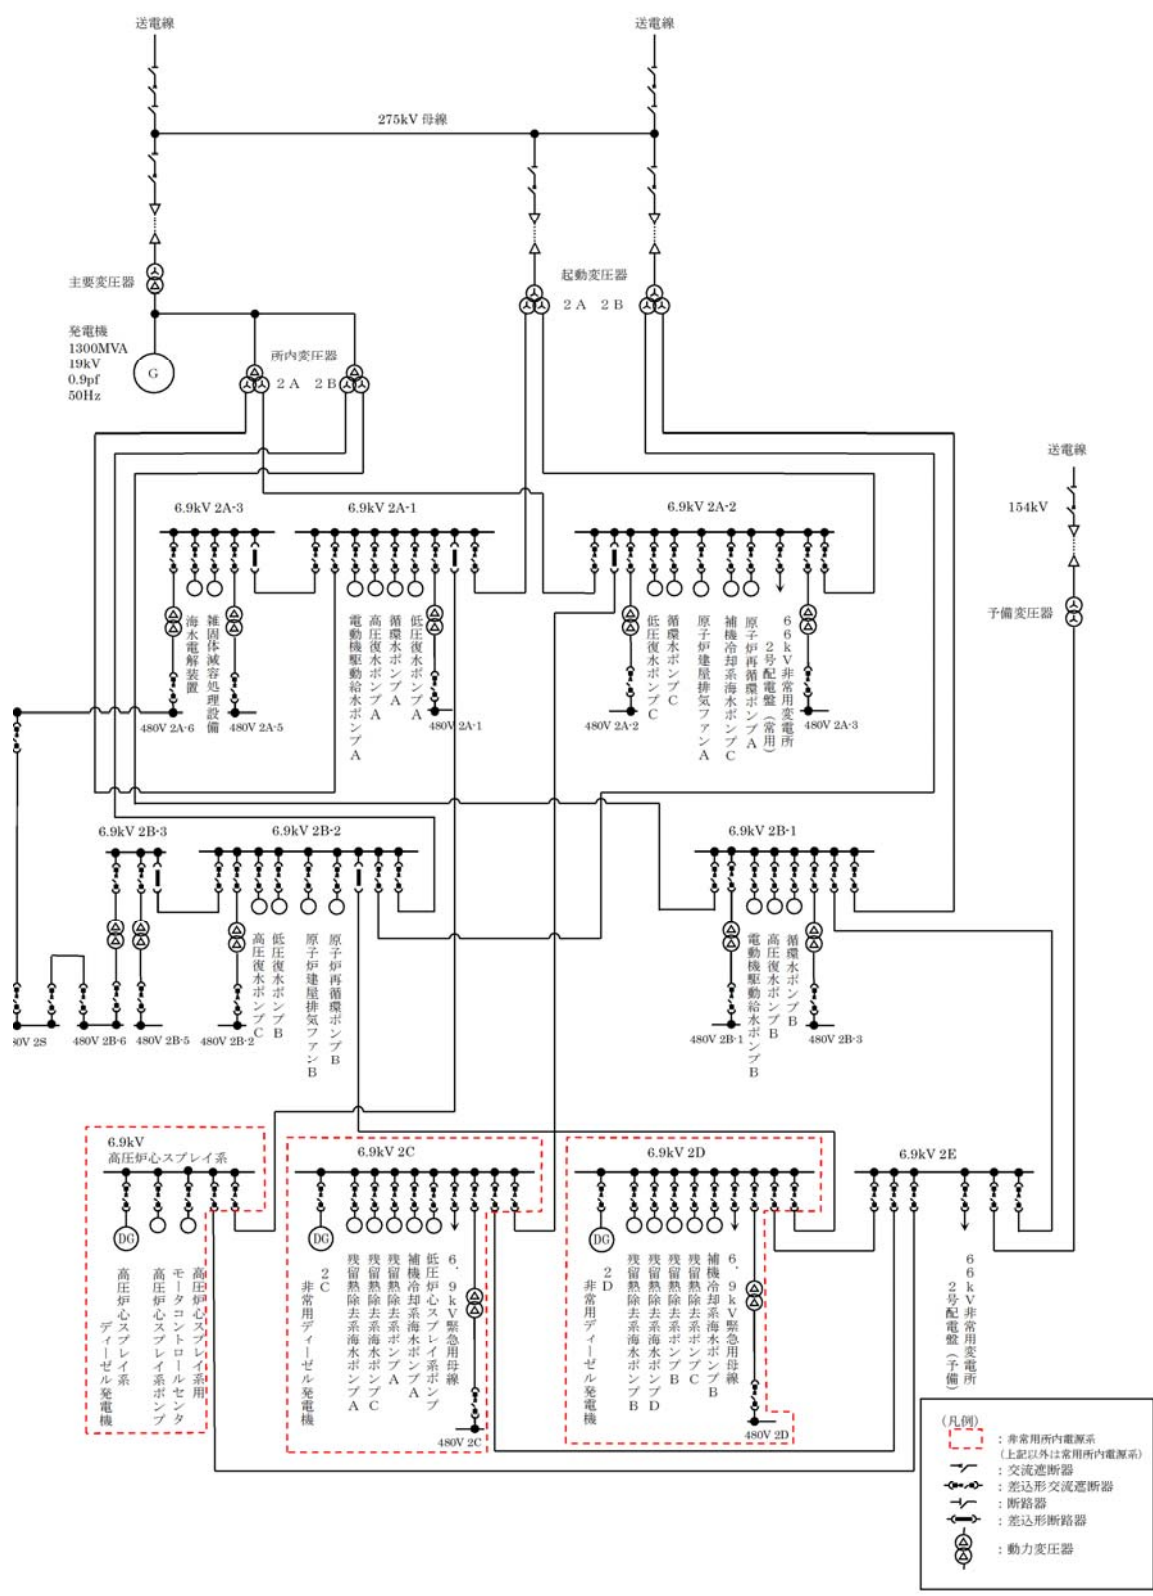 送電線
送電線
275kV 母線
主要変圧器
起動変圧器
2A 2B
発電機
1300MVA
19kV
0.9pf
50Hz
G
所内変圧器
2A 2B
送電線
154kV
予備変圧器
6.9kV 2A-3
6.9kV 2A-1
6.9kV 2A-2
海水電解装置
雑固体減容処理設備
電動機駆動給水ポンプA
高圧復水ポンプA
循環水ポンプA
低圧復水ポンプA
低圧復水ポンプC
循環水ポンプC
原子炉建屋排気ファンA
補機冷却系海水ポンプC
原子炉再循環ポンプA
66kV非常用変電所
2号配電盤(常用)
480V 2A-6
480V 2A-5
480V 2A-1
480V 2A-2
480V 2A-3
6.9kV 2B-3
6.9kV 2B-2
6.9kV 2B-1
高圧復水ポンプC
低圧復水ポンプB
原子炉建屋排気ファンB
原子炉再循環ポンプB
電動機駆動給水ポンプB
高圧復水ポンプB
循環水ポンプB
80V 2S
480V 2B-6
480V 2B-5
480V 2B-2
480V 2B-1
480V 2B-3
6.9kV
高圧炉心スプレイ系
6.9kV 2C
6.9kV 2D
6.9kV 2E
DG
DG
DG
高圧炉心スプレイ系
ディーゼル発電機
高圧炉心スプレイ系ポンプ
高圧炉心スプレイ系用
モータコントロールセンタ
2C
非常用ディーゼル発電機
残留熱除去系海水ポンプA
残留熱除去系海水ポンプC
残留熱除去系ポンプA
補機冷却系海水ポンプA
低圧炉心スプレイ系ポンプ
6.9kV緊急用母線
480V 2C
2D
非常用ディーゼル発電機
残留熱除去系海水ポンプB
残留熱除去系海水ポンプD
残留熱除去系ポンプB
残留熱除去系ポンプC
補機冷却系海水ポンプB
6.9kV緊急用母線
480V 2D
66kV非常用変電所
2号配電盤(予備)
(凡例)
：非常用所内電源系
(上記以外は常用所内電源系)
：交流遮断器
：差込形交流遮断器
：断路器
：差込形断路器
：動力変圧器